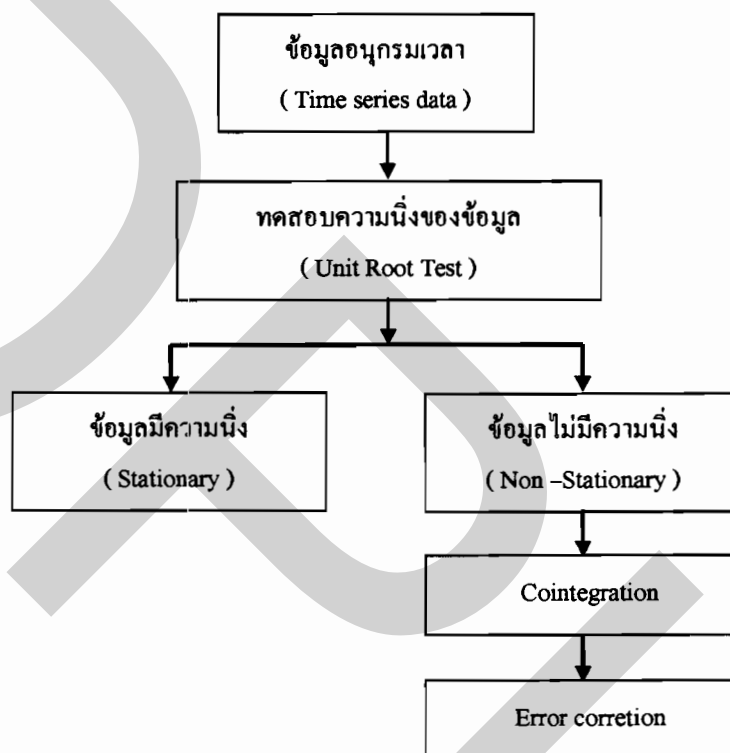 ข้อมูลอนุกรมเวลา
( Time series data )
ทดสอบความนิ่งของข้อมูล
( Unit Root Test )
ข้อมูลมีความนิ่ง
( Stationary )
ข้อมูลไม่มีความนิ่ง
( Non –Stationary )
Cointegration
Error corretion